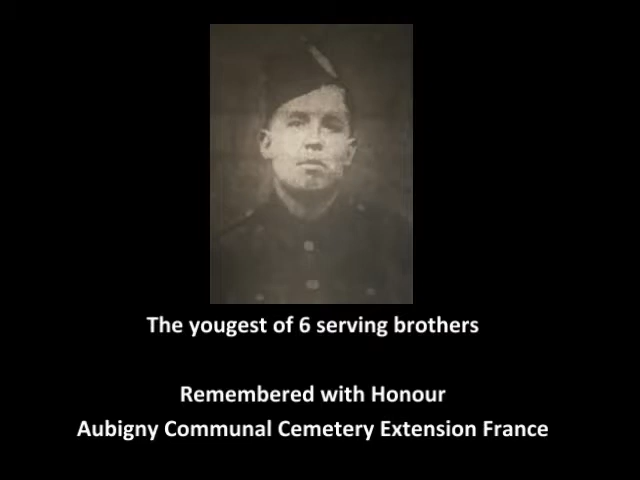 The yougest of 6 serving brothers
Remembered with Honour
Aubigny Communal Cemetery Extension France